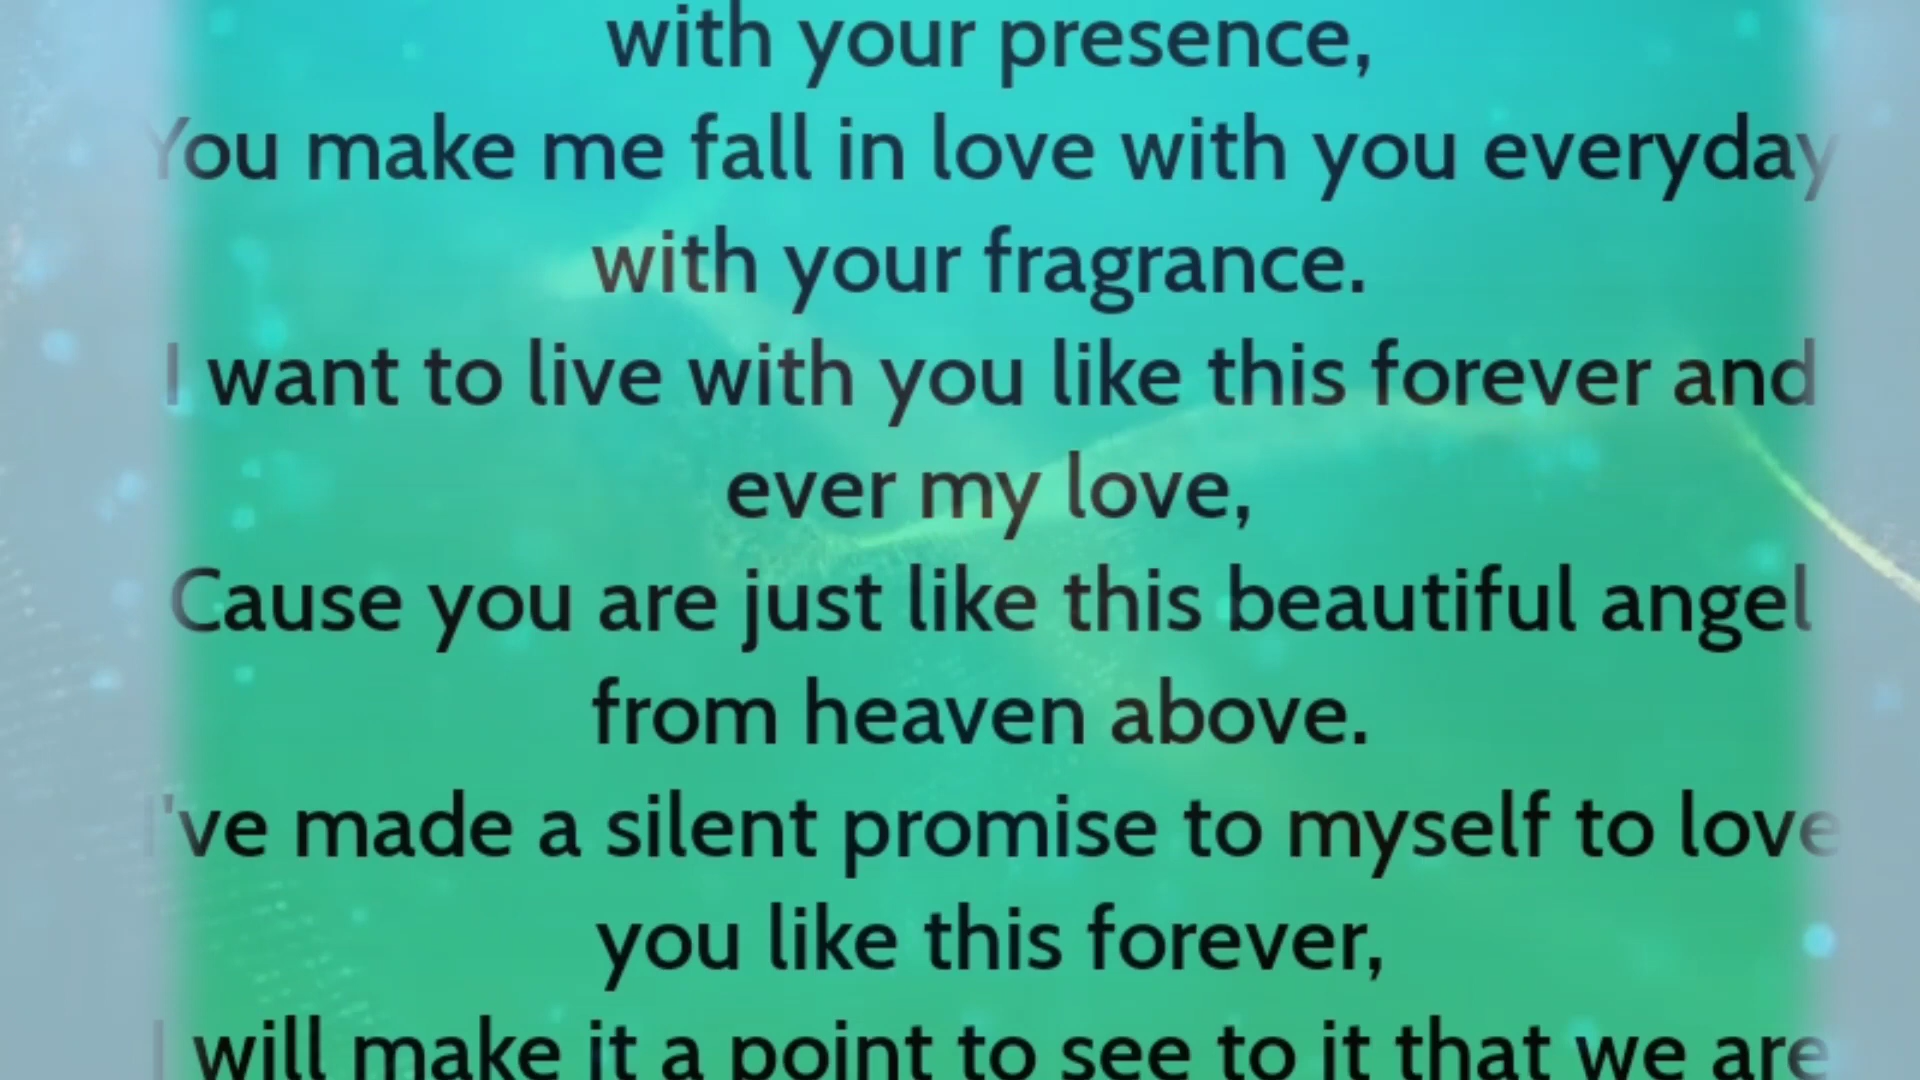 with your presence,
You make me fall in love with you everyday
with your fragrance.
I want to live with you like this forever and
ever my love,
Cause you are just like this beautiful angel
from heaven above.
I've made a silent promise to myself to love
you like this forever,
I will make it a point to see to it that we are